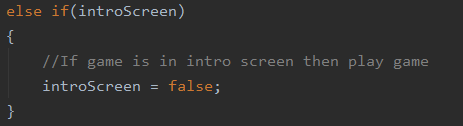 else if(introScreen)
{
//If game is in intro screen then play game
introScreen = false;
}